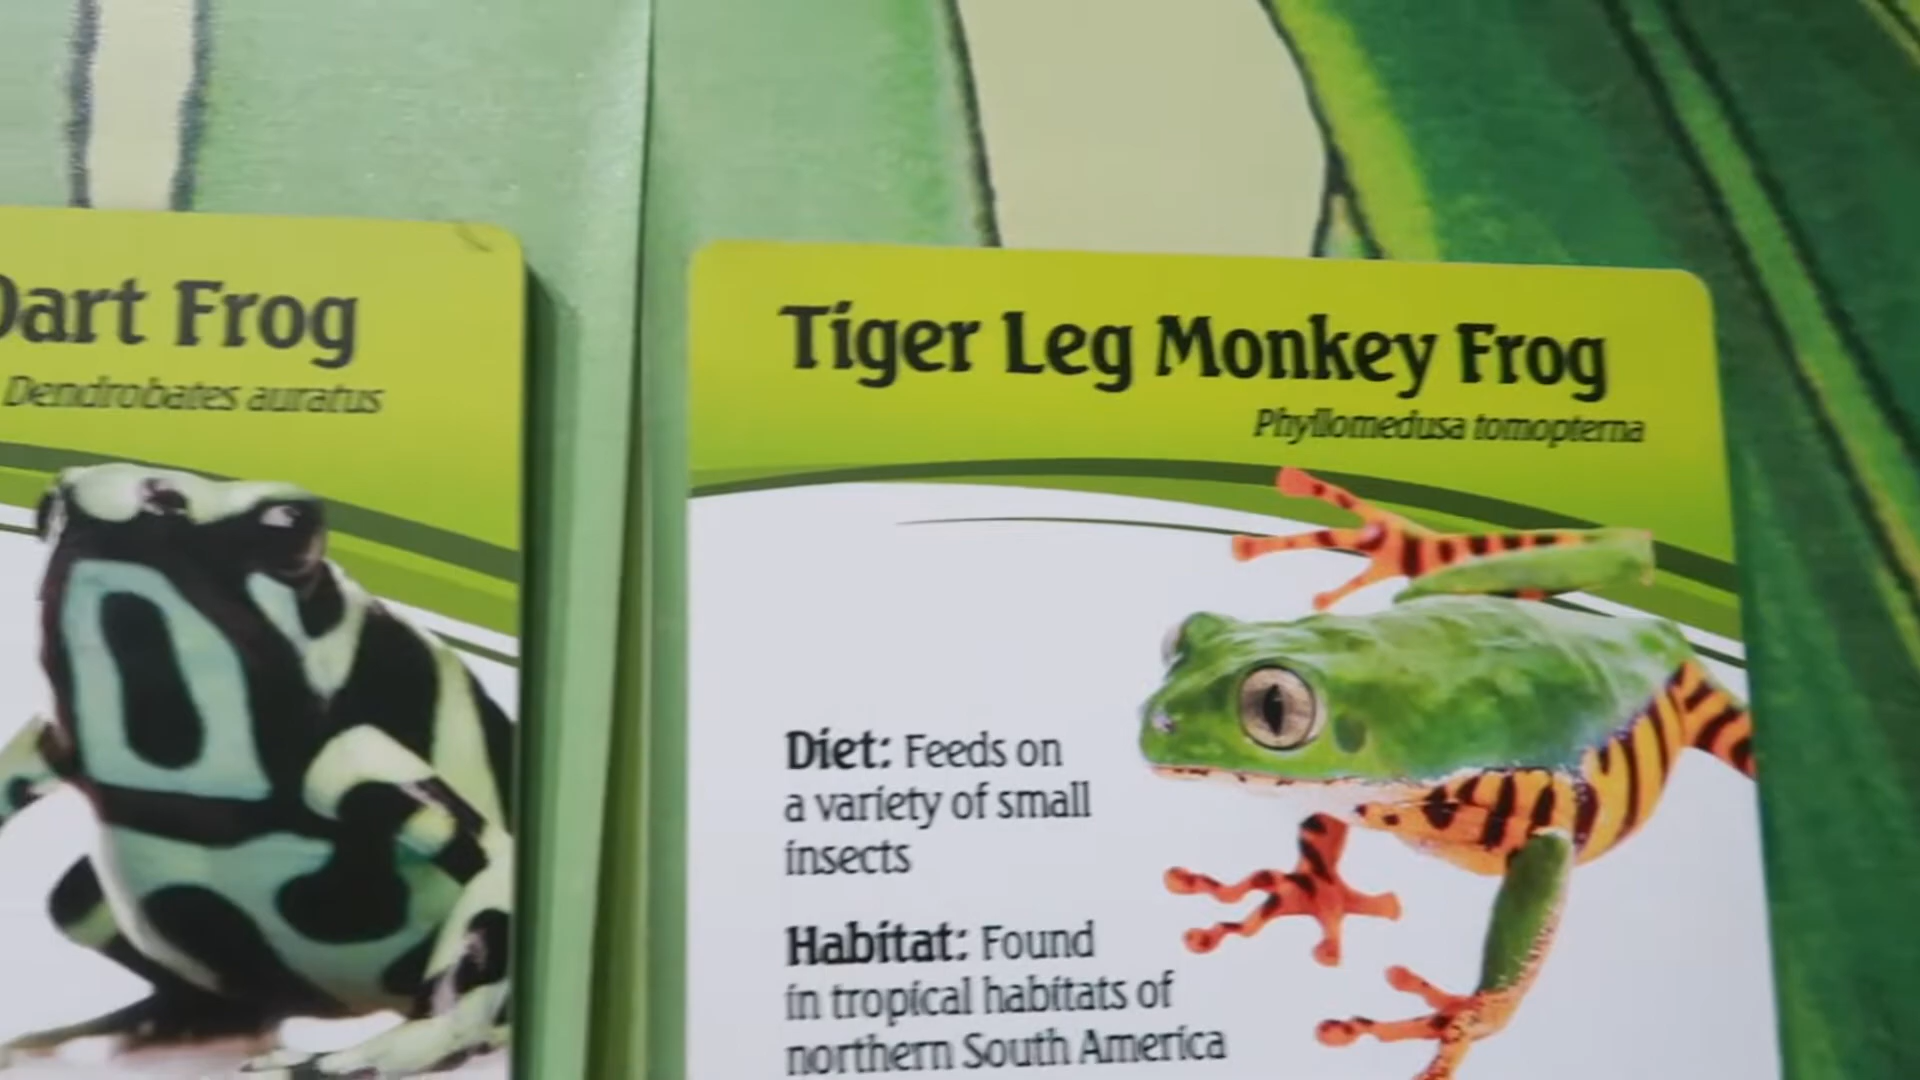 Dart Frog
Dendrobates auratus
Tiger Leg Monkey Frog
Phyllomedusa tomopterna
Diet: Feeds on
a variety of small
insects
Habitat: Found
in tropical habitats of
northern South America